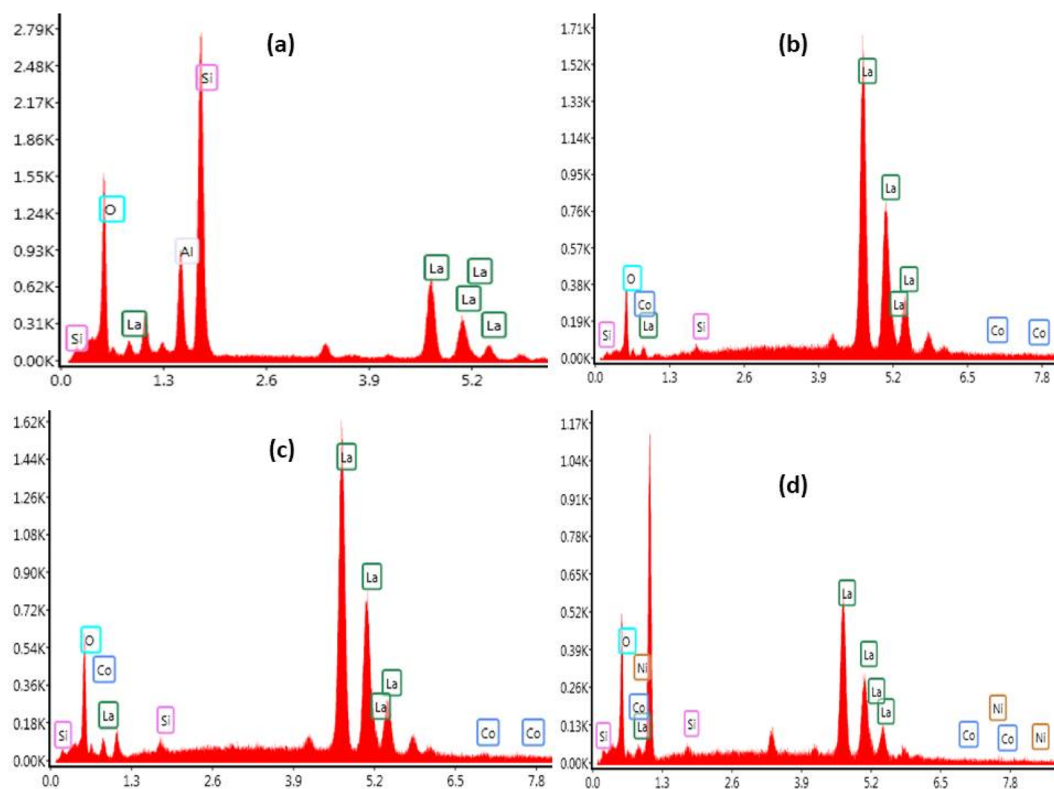 (a)
2.79K
2.48K
2.17K
1.86K
1.55K
1.24K
0.93K
0.62K
0.31K
0.00K
Si
O
Al
Si
La
La
La
La
La
0.0 1.3 2.6 3.9 5.2
(b)
1.71K
1.52K
1.33K
1.14K
0.95K
0.76K
0.57K
0.38K
0.19K
0.00K
La
La
La
La
O
Co
La
Si
Si
Co
Co
0.0 1.3 2.6 3.9 5.2 6.5 7.8
(c)
1.62K
1.44K
1.26K
1.08K
0.90K
0.72K
0.54K
0.36K
0.18K
0.00K
La
La
La
La
O
Co
La
Si
Si
Co
Co
0.0 1.3 2.6 3.9 5.2 6.5 7.8
(d)
1.17K
1.04K
0.91K
0.78K
0.65K
0.52K
0.39K
0.26K
0.13K
0.00K
La
La
La
La
O
Ni
Co
La
Si
Si
Ni
Co
Co
Ni
0.0 1.3 2.6 3.9 5.2 6.5 7.8